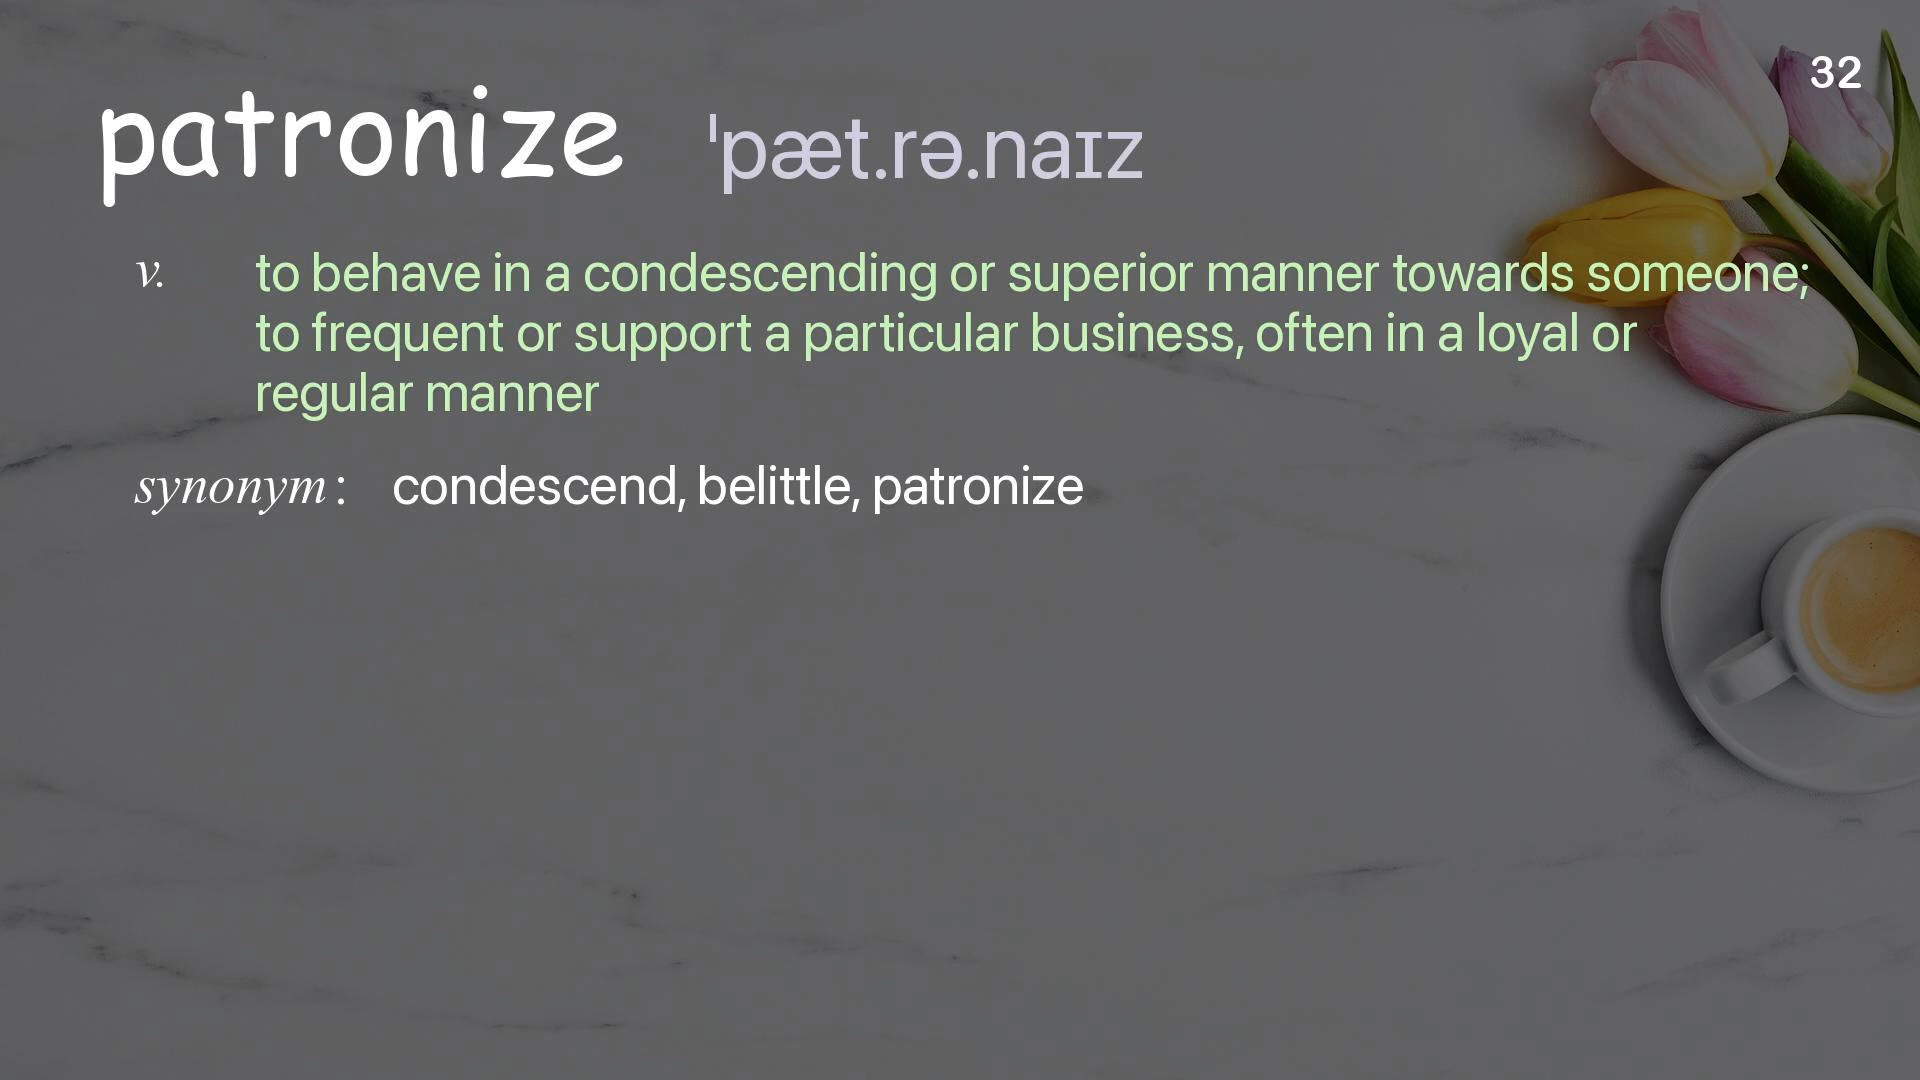 32
patronize ˈpæt.rə.naɪz
v. to behave in a condescending or superior manner towards someone;
to frequent or support a particular business, often in a loyal or
regular manner
synonym: condescend, belittle, patronize